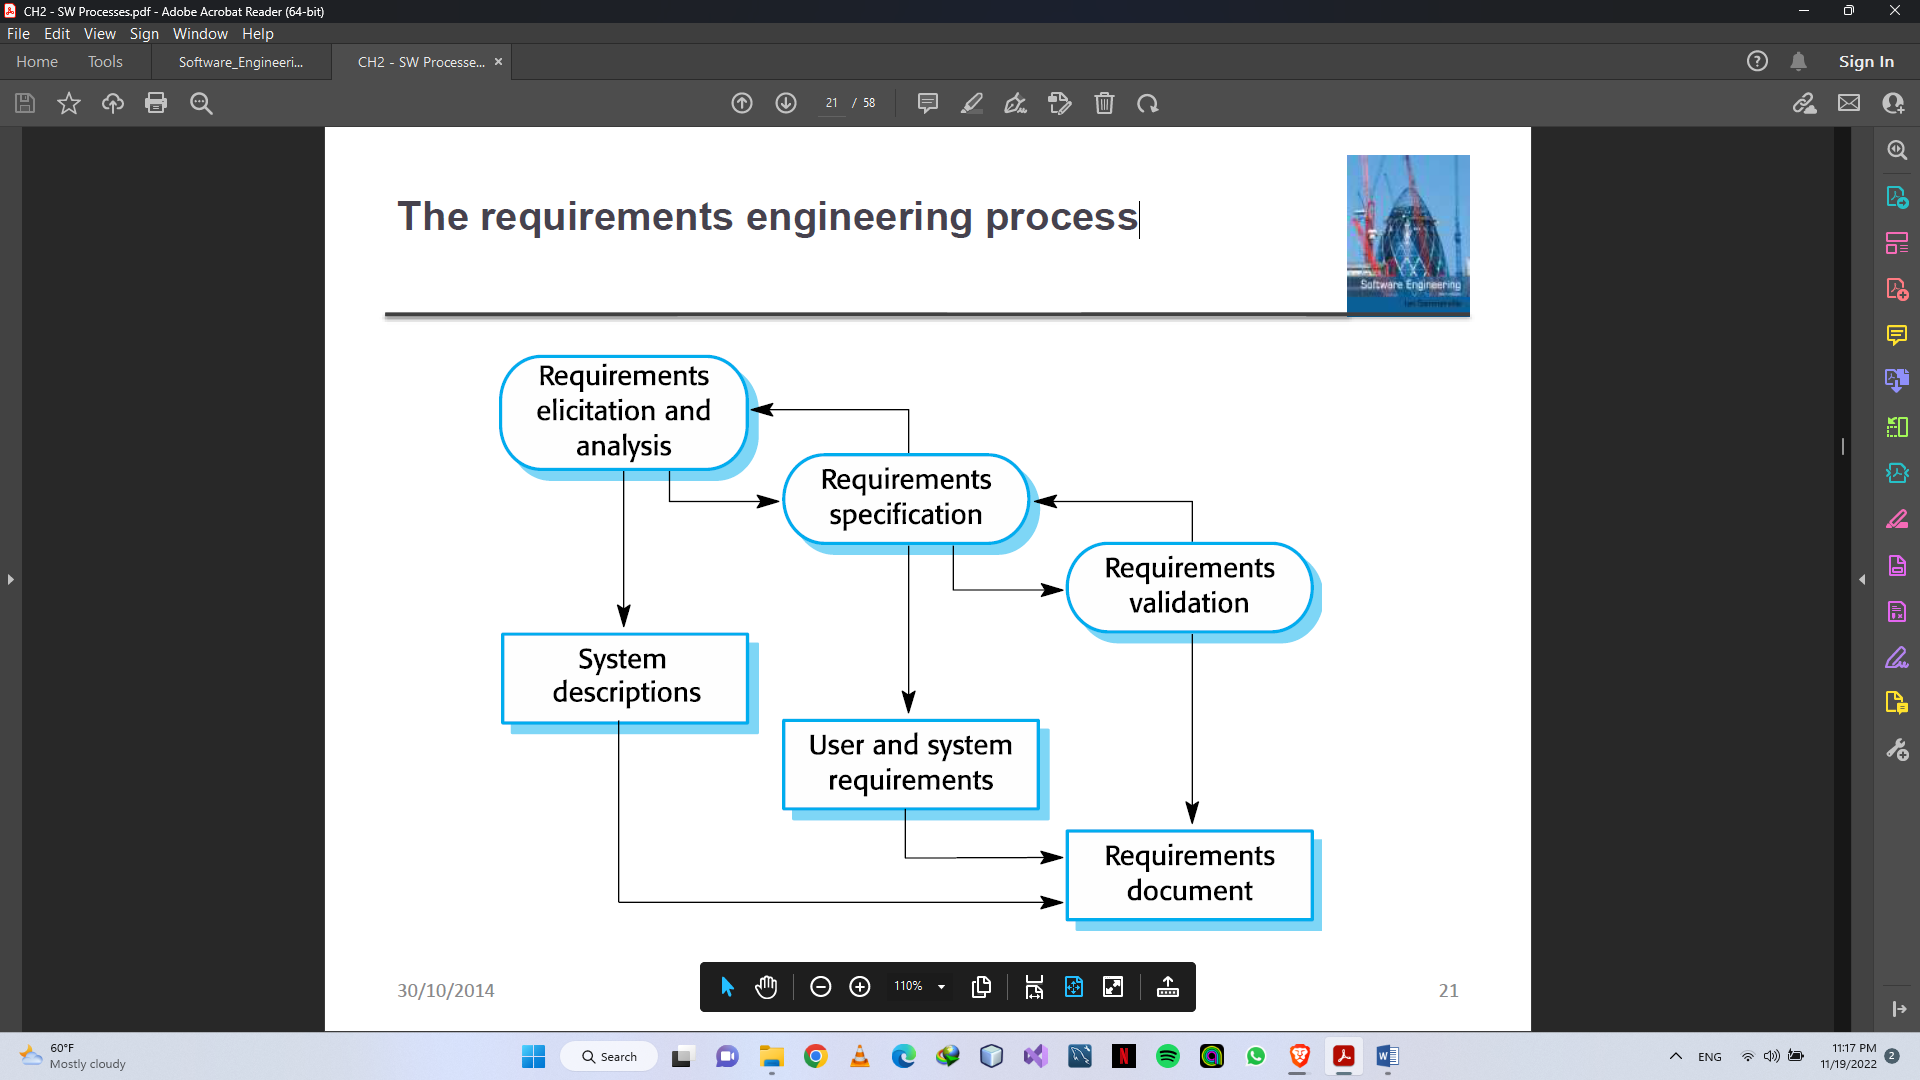 CH2 - SW Processes.pdf - Adobe Acrobat Reader (64-bit)
File Edit View Sign Window Help
Home Tools Software_Engineeri... CH2 - SW Processe... Sign In
21 / 58
The requirements engineering process
Software Engineering
Ian Sommerville
Requirements
elicitation and
analysis
Requirements
specification
Requirements
validation
System
descriptions
User and system
requirements
Requirements
document
30/10/2014
110%
21
60°F
Mostly cloudy
Search
ENG
11:17 PM
11/19/2022
2